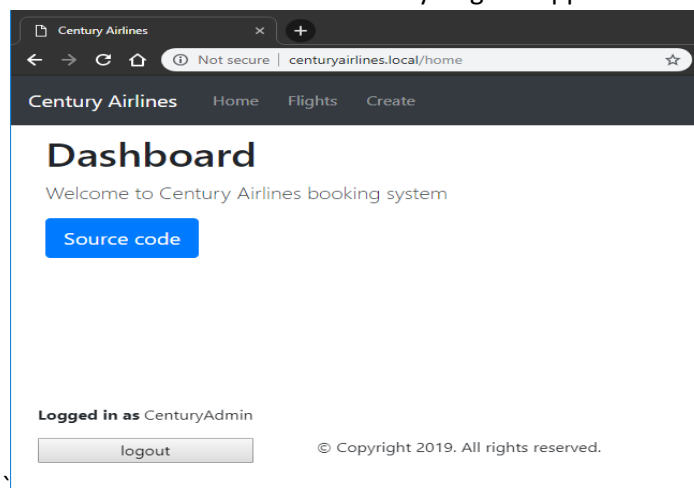 Century Airlines
Not secure | centuryairlines.local/home
Century Airlines Home Flights Create
Dashboard
Welcome to Century Airlines booking system
Source code
Logged in as CenturyAdmin
logout © Copyright 2019. All rights reserved.
`